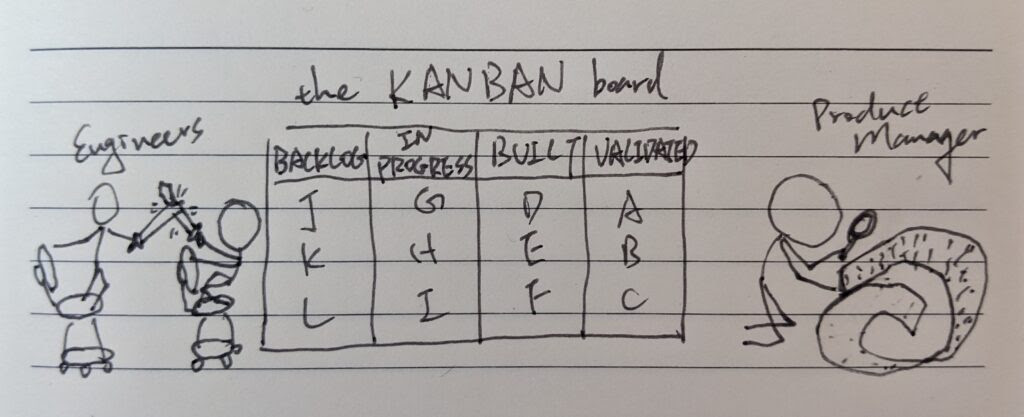 the KANBAN board
Engineers
Product
Manager
BACKLOG IN PROGRESS BUILT VALIDATED
J G D A
K H E B
L I F C